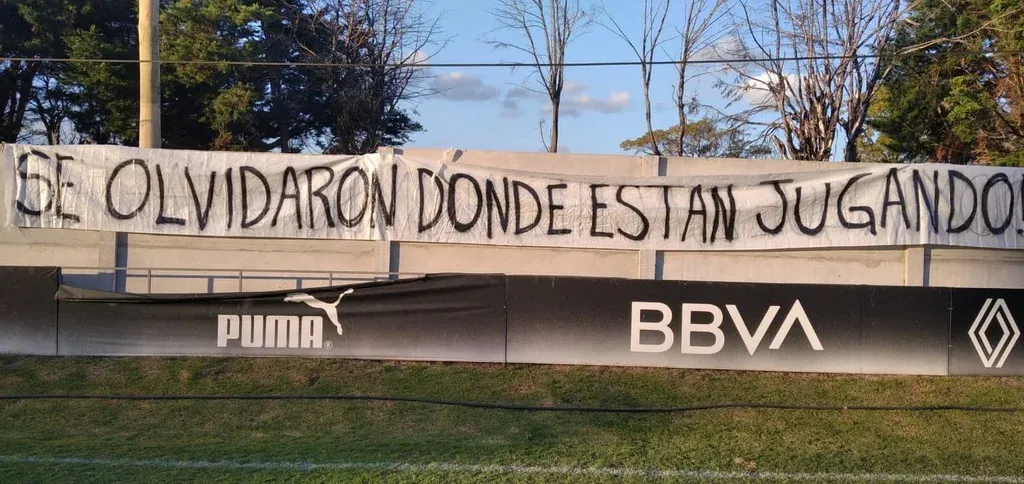 SE OLVIDARON DONDE ESTAN JUGANDO!
PUMA®
BBVA